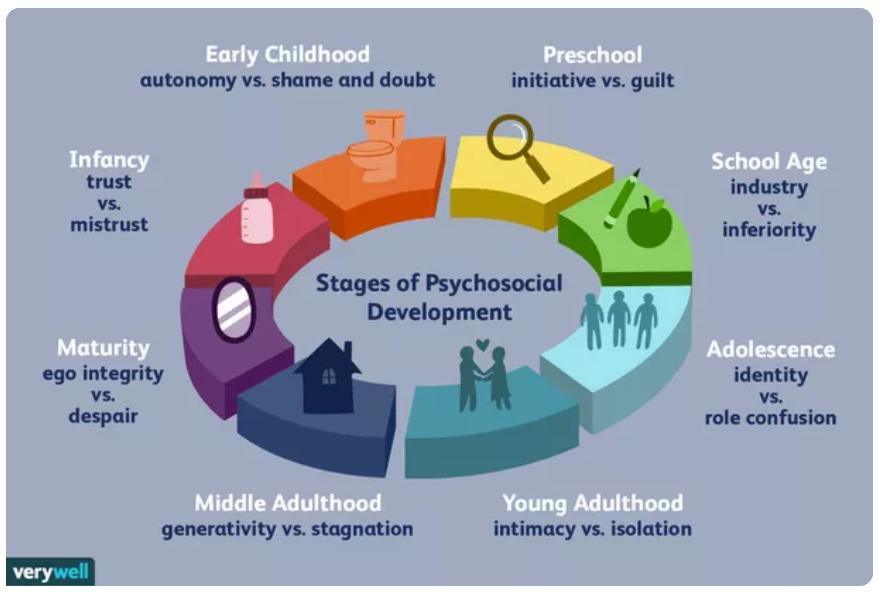 Early Childhood
autonomy vs. shame and doubt
Preschool
initiative vs. guilt
Infancy
trust
vs.
mistrust
School Age
industry
vs.
inferiority
Stages of Psychosocial
Development
Maturity
ego integrity
vs.
despair
Adolescence
identity
vs.
role confusion
Middle Adulthood
generativity vs. stagnation
Young Adulthood
intimacy vs. isolation
verywell